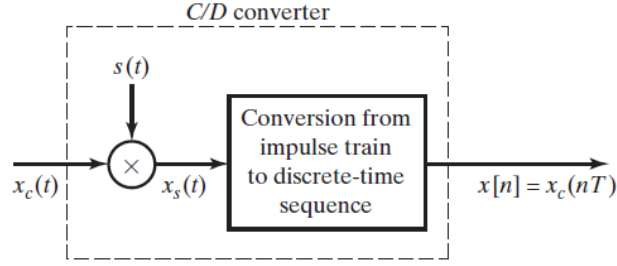 C/D converter
s(t)
×
x_c(t)
x_s(t)
Conversion from
impulse train
to discrete-time
sequence
x[n] = x_c(nT)